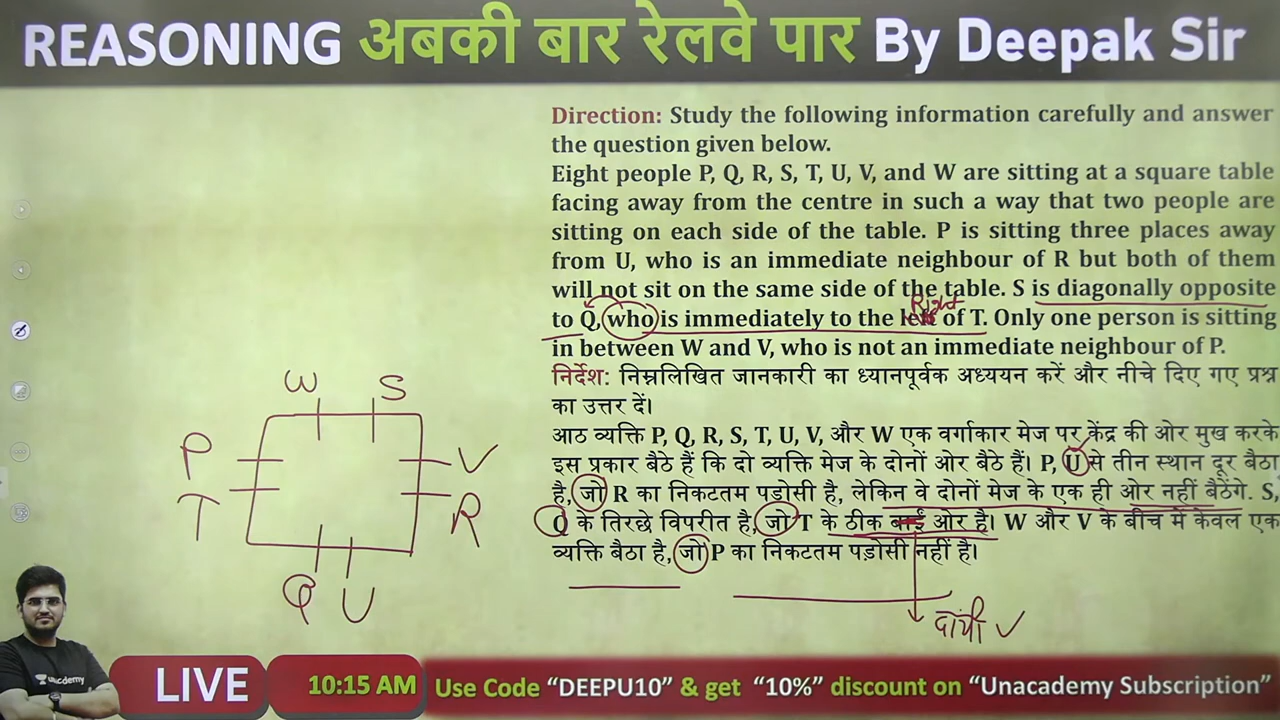 REASONING अबकी बार रेलवे पार By Deepak Sir
Direction: Study the following information carefully and answer
the question given below.
Eight people P, Q, R, S, T, U, V, and W are sitting at a square table
facing away from the centre in such a way that two people are
sitting on each side of the table. P is sitting three places away
from U, who is an immediate neighbour of R but both of them
will not sit on the same side of the table. S is diagonally opposite
Right
to Q, who is immediately to the left of T. Only one person is sitting
in between W and V, who is not an immediate neighbour of P.
निर्देश: निम्नलिखित जानकारी का ध्यानपूर्वक अध्ययन करें और नीचे दिए गए प्रश्न
का उत्तर दें।
आठ व्यक्ति P, Q, R, S, T, U, V, और W एक वर्गाकार मेज पर केंद्र की ओर मुख करके
इस प्रकार बैठे हैं कि दो व्यक्ति मेज के दोनों ओर बैठे हैं। P, U से तीन स्थान दूर बैठा
है, जो R का निकटतम पड़ोसी है, लेकिन वे दोनों मेज के एक ही ओर नहीं बैठेंगे. S,
Q के तिरछे विपरीत है, जो T के ठीक बाईं ओर है। W और V के बीच में केवल एक
व्यक्ति बैठा है, जो P का निकटतम पड़ोसी नहीं है।
दायी
W S
P V
T R
Q U
unacademy
LIVE 10:15 AM Use Code “DEEPU10” & get “10%” discount on “Unacademy Subscription”